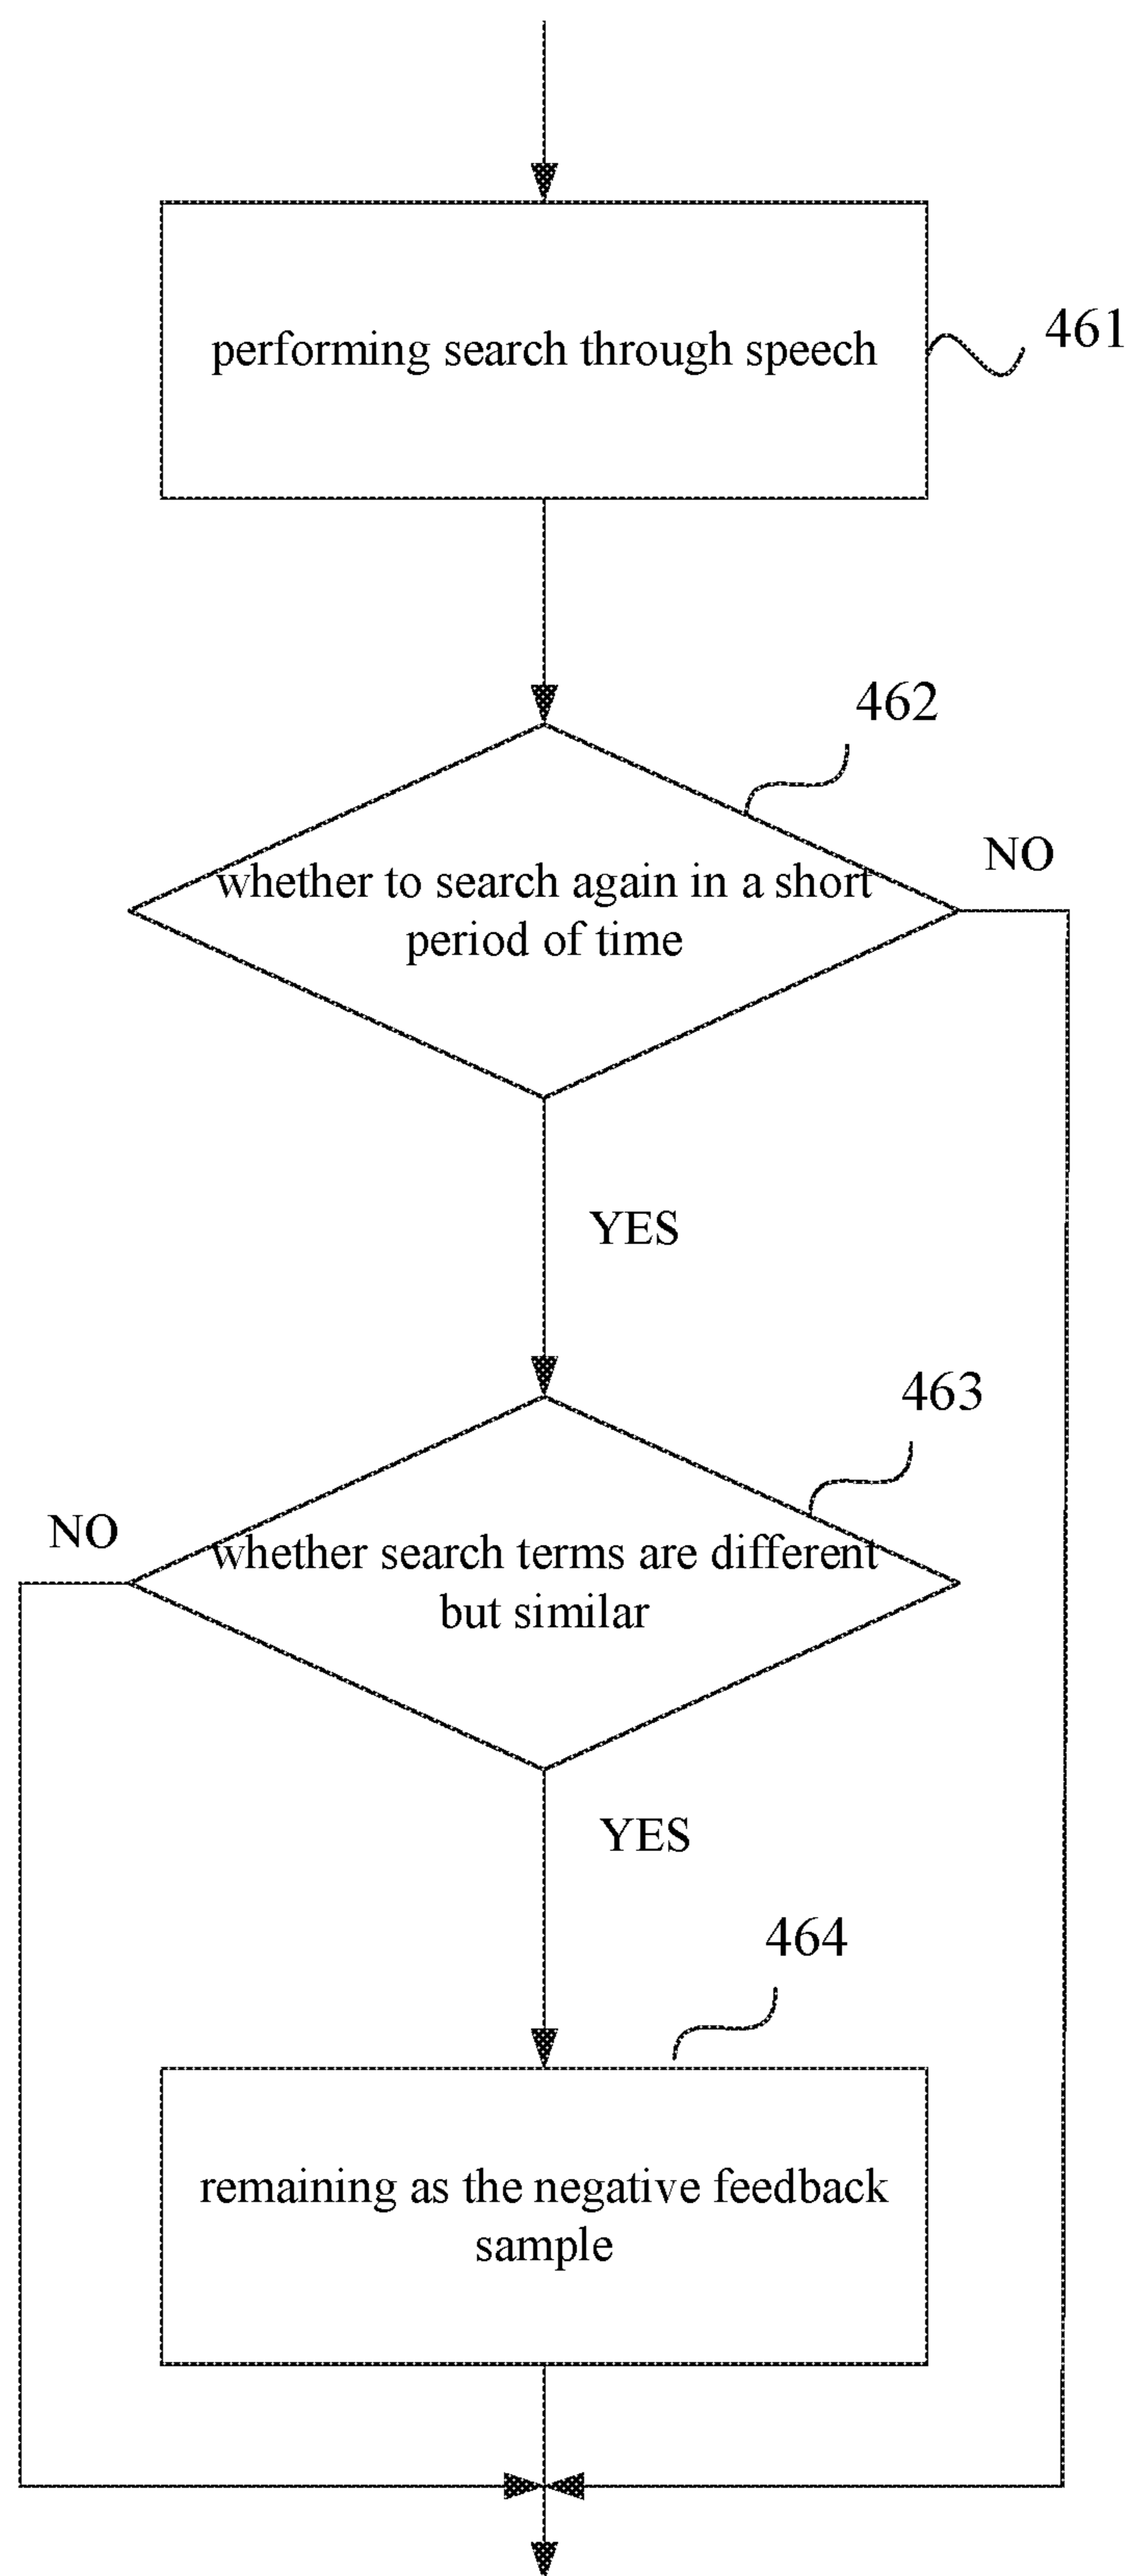 performing search through speech
461
462
NO
whether to search again in a short
period of time
YES
463
NO
whether search terms are different
but similar
YES
464
remaining as the negative feedback
sample